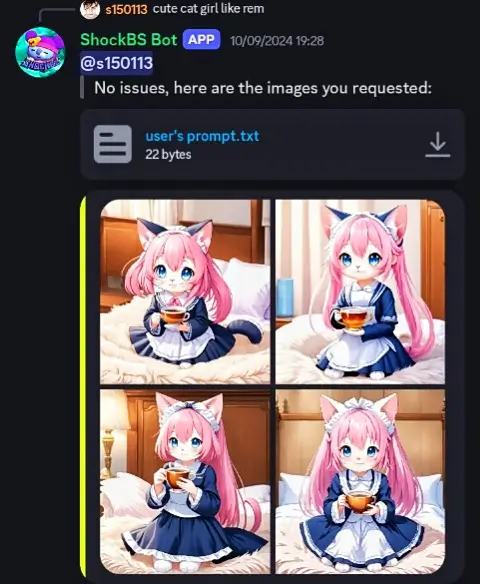 s150113 cute cat girl like rem
ShockBS Bot APP 10/09/2024 19:28
@s150113
No issues, here are the images you requested:
user's prompt.txt
22 bytes